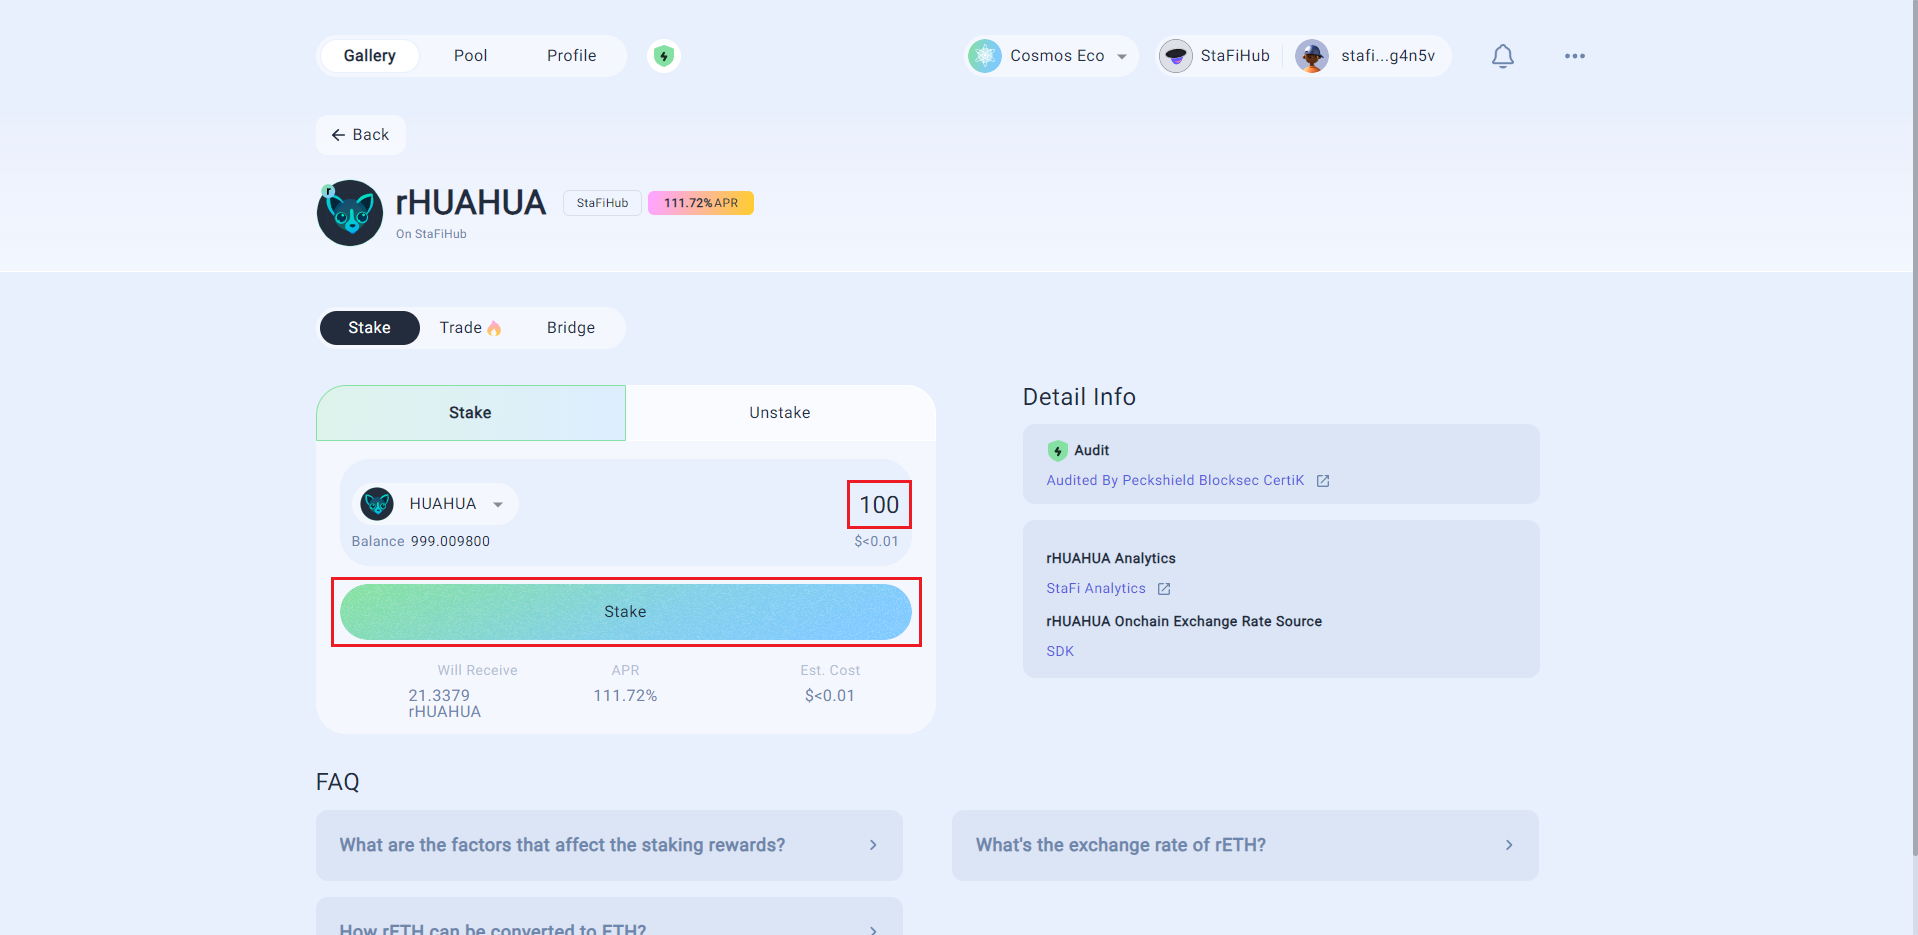 Gallery Pool Profile Cosmos Eco StaFiHub stafi...g4n5v
Back
r
rHUAHUA StaFiHub 111.72% APR
On StaFiHub
Stake Trade Bridge
Stake Unstake
HUAHUA 100
Balance 999.009800 $<0.01
Stake
Will Receive APR Est. Cost
21.3379 111.72% $<0.01
rHUAHUA
Detail Info
Audit
Audited By Peckshield Blocksec CertiK
rHUAHUA Analytics
StaFi Analytics
rHUAHUA Onchain Exchange Rate Source
SDK
FAQ
What are the factors that affect the staking rewards?
What's the exchange rate of rETH?
How rETH can be converted to ETH?